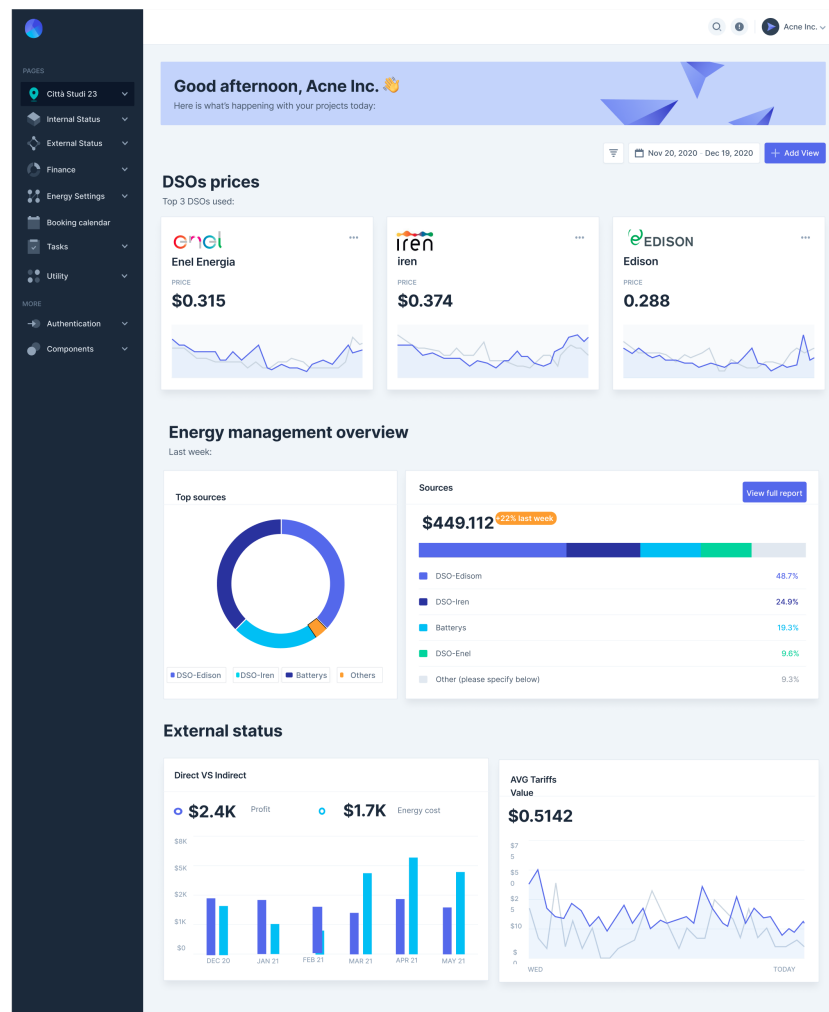 Acne Inc.
PAGES
Città Studi 23
Internal Status
External Status
Finance
Energy Settings
Booking calendar
Tasks
Utility
MORE
Authentication
Components
Good afternoon, Acne Inc. 👋
Here is what's happening with your projects today:
Nov 20, 2020 - Dec 19, 2020
+ Add View
DSOs prices
Top 3 DSOs used:
enel
Enel Energia
PRICE
$0.315
iren
iren
PRICE
$0.374
EDISON
Edison
PRICE
0.288
Energy management overview
Last week:
Top sources
DSO-Edison
DSO-Iren
Batterys
Others
Sources
View full report
$449.112
+22% last week
DSO-Edisom 48.7%
DSO-Iren 24.9%
Batterys 19.3%
DSO-Enel 9.6%
Other (please specify below) 9.3%
External status
Direct VS Indirect
$2.4K Profit
$1.7K Energy cost
$8K
$5K
$2K
$1K
$0
DEC 20
JAN 21
FEB 21
MAR 21
APR 21
MAY 21
AVG Tariffs
Value
$0.5142
$7
5
$5
0
$2
5
$10
$
0
WED
TODAY